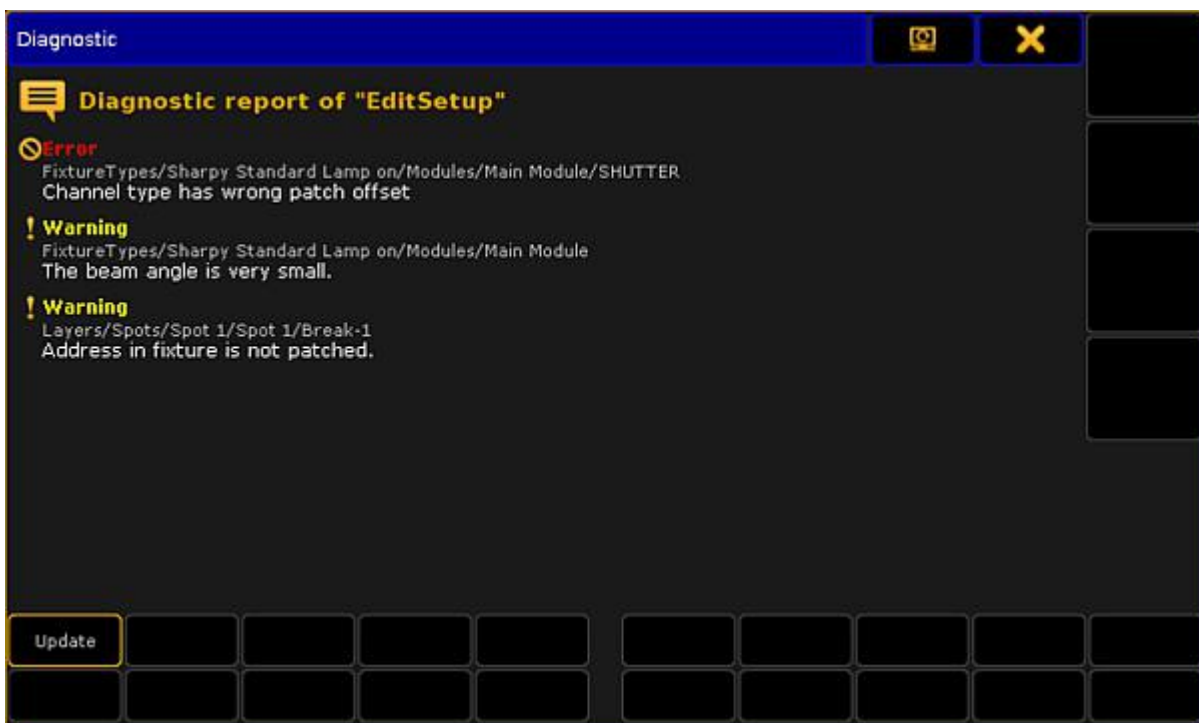 Diagnostic
Diagnostic report of "EditSetup"
Error
FixtureTypes/Sharpy Standard Lamp on/Modules/Main Module/SHUTTER
Channel type has wrong patch offset
Warning
FixtureTypes/Sharpy Standard Lamp on/Modules/Main Module
The beam angle is very small.
Warning
Layers/Spots/Spot 1/Spot 1/Break-1
Address in fixture is not patched.
Update